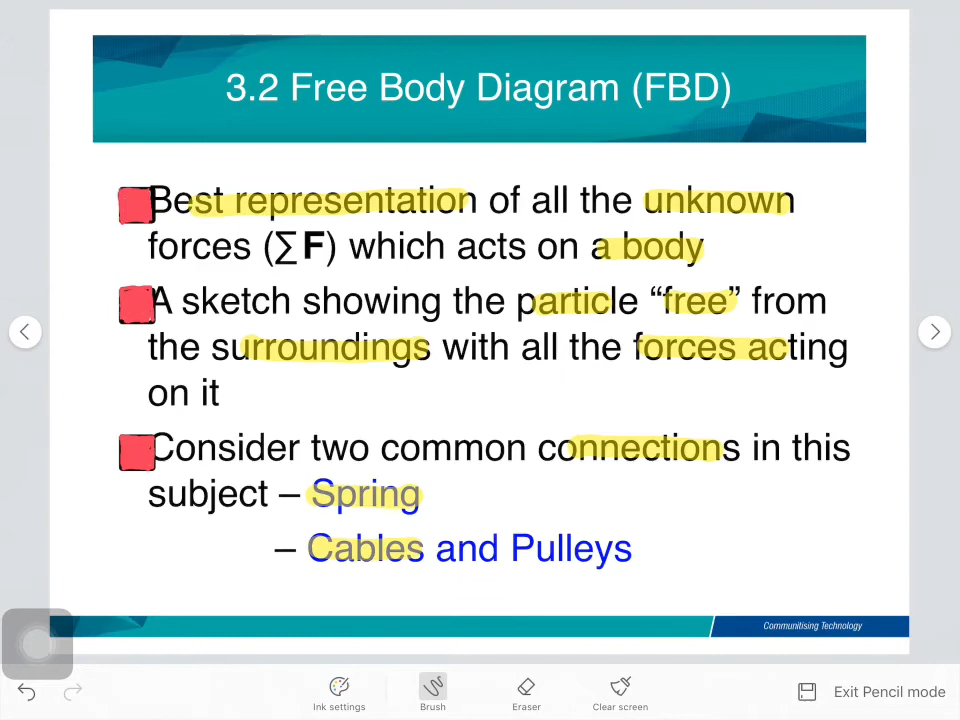 3.2 Free Body Diagram (FBD)
Best representation of all the unknown
forces (∑F) which acts on a body
A sketch showing the particle “free” from
the surroundings with all the forces acting
on it
Consider two common connections in this
subject – Spring
– Cables and Pulleys
Communitising Technology
Ink settings
Brush
Eraser
Clear screen
Exit Pencil mode